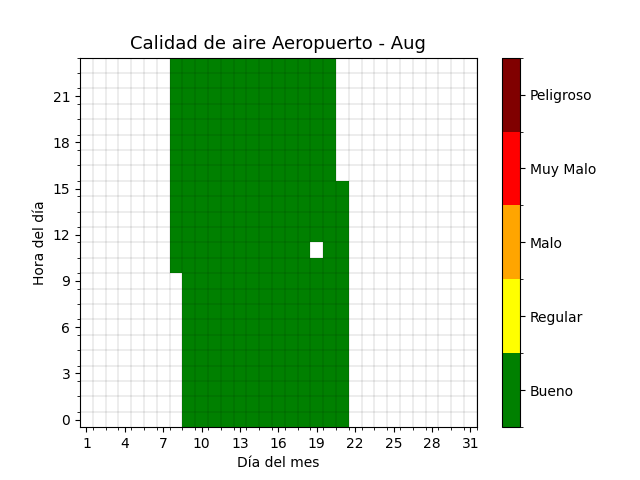 Calidad de aire Aeropuerto - Aug
Hora del día
21
18
15
12
9
6
3
0
1 4 7 10 13 16 19 22 25 28 31
Día del mes
Peligroso
Muy Malo
Malo
Regular
Bueno